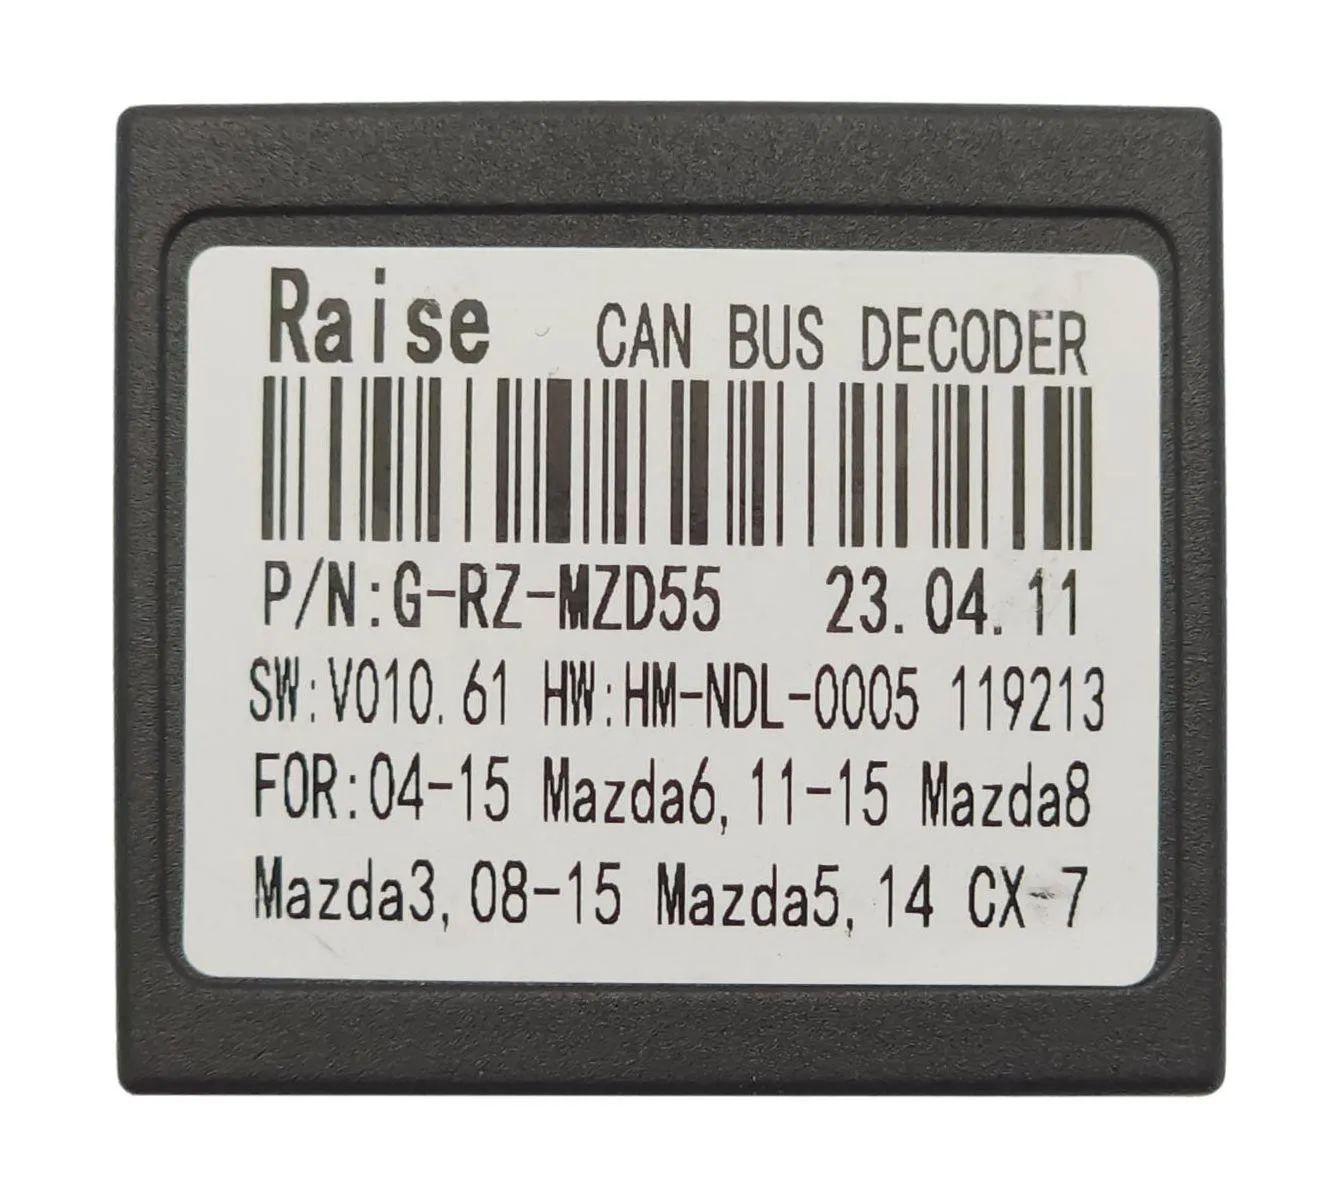 Raise CAN BUS DECODER
P/N:G-RZ-MZD55 23.04.11
SW:V010.61 HW:HM-NDL-0005 119213
FOR:04-15 Mazda6,11-15 Mazda8
Mazda3,08-15 Mazda5,14 CX-7